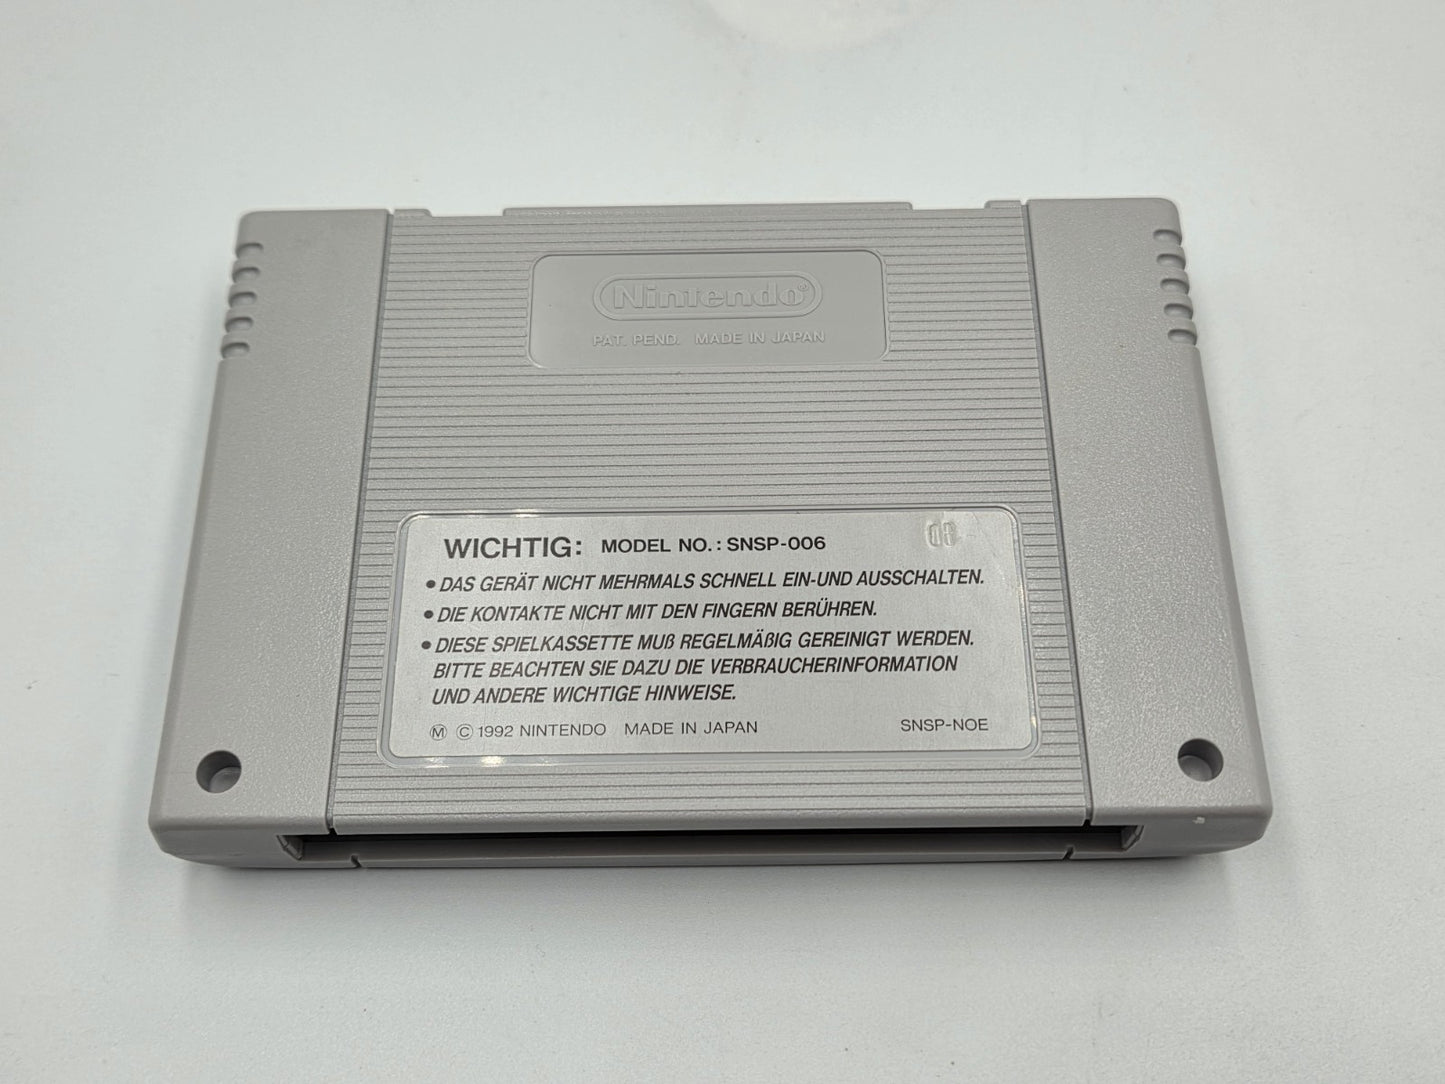 Nintendo®
PAT. PEND. MADE IN JAPAN
WICHTIG: MODEL NO.: SNSP-006
• DAS GERÄT NICHT MEHRMALS SCHNELL EIN-UND AUSSCHALTEN.
• DIE KONTAKTE NICHT MIT DEN FINGERN BERÜHREN.
• DIESE SPIELKASSETTE MUß REGELMÄßIG GEREINIGT WERDEN.
BITTE BEACHTEN SIE DAZU DIE VERBRAUCHERINFORMATION
UND ANDERE WICHTIGE HINWEISE.
Ⓜ © 1992 NINTENDO MADE IN JAPAN SNSP-NOE